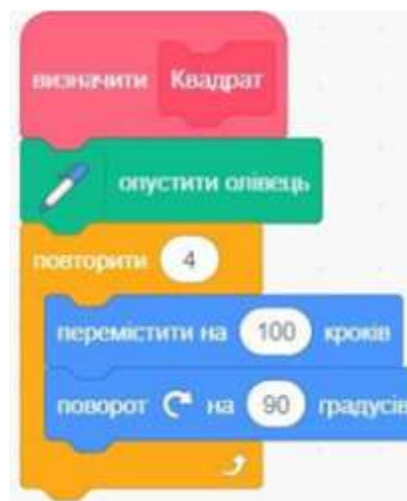 визначити Квадрат
опустити олівець
повторити 4
перемістити на 100 кроків
поворот на 90 градусів